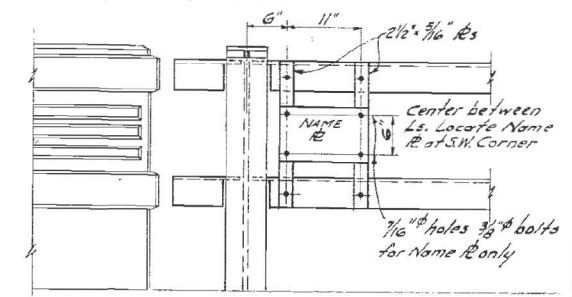 6" 11"
2½" × 5/16" ℞s
NAME
℞
6"
Center between
Ls. Locate Name
℞ at S.W. Corner
7/16"ᶲ holes 3/8"ᶲ bolts
for Name ℞ only